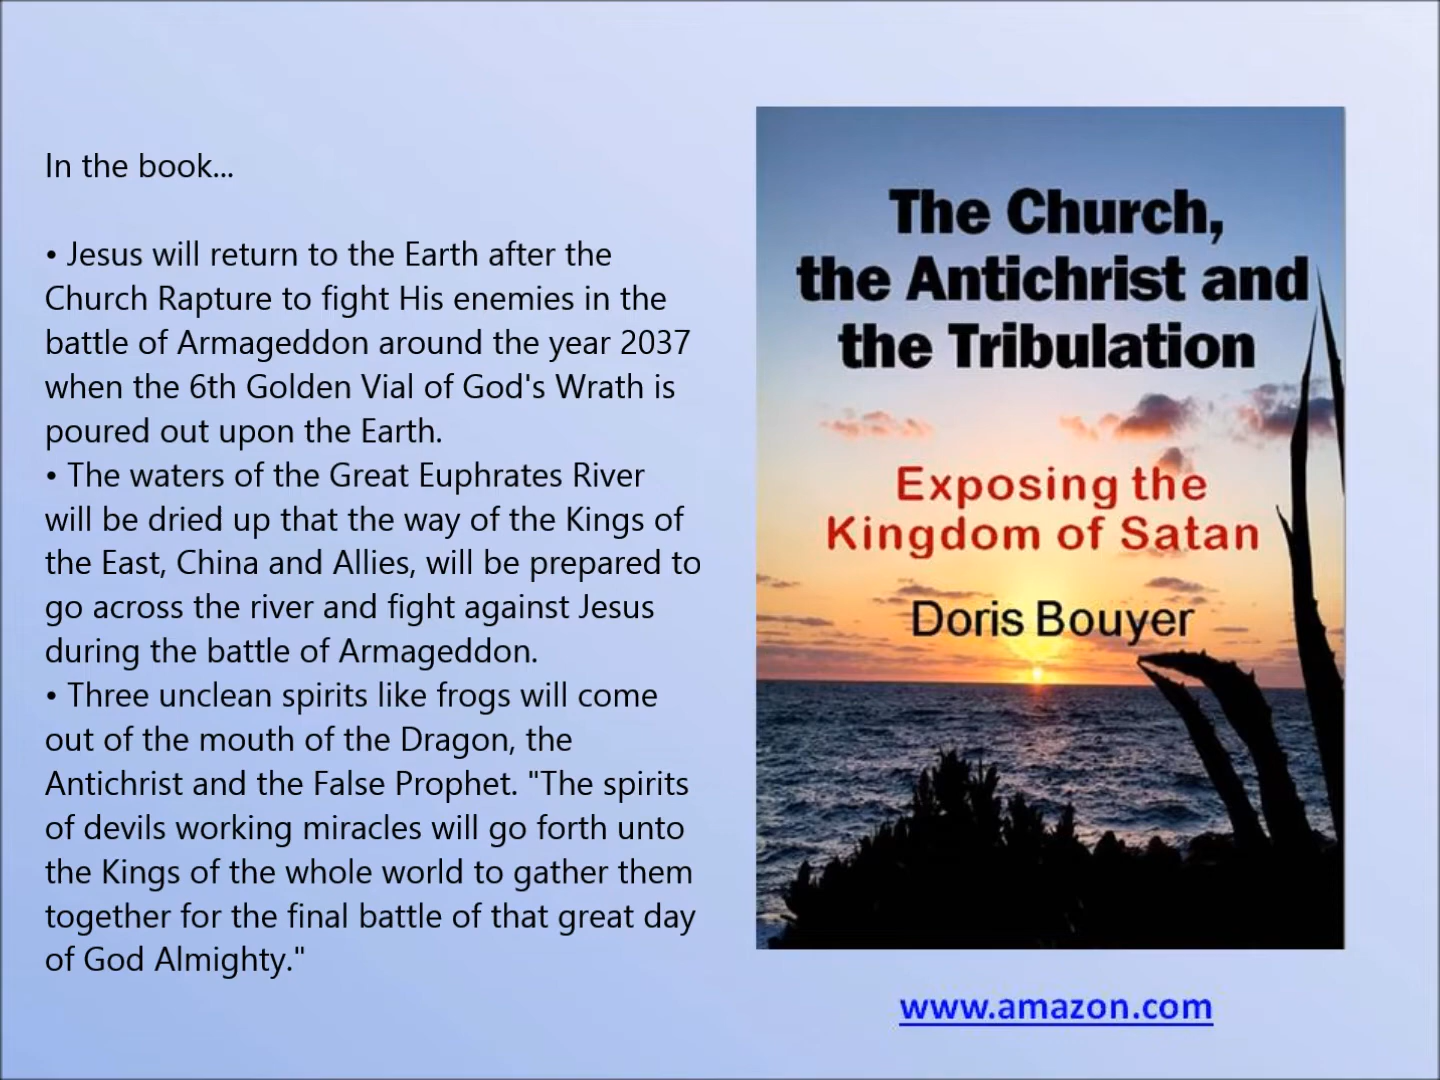 In the book...
• Jesus will return to the Earth after the
Church Rapture to fight His enemies in the
battle of Armageddon around the year 2037
when the 6th Golden Vial of God's Wrath is
poured out upon the Earth.
• The waters of the Great Euphrates River
will be dried up that the way of the Kings of
the East, China and Allies, will be prepared to
go across the river and fight against Jesus
during the battle of Armageddon.
• Three unclean spirits like frogs will come
out of the mouth of the Dragon, the
Antichrist and the False Prophet. "The spirits
of devils working miracles will go forth unto
the Kings of the whole world to gather them
together for the final battle of that great day
of God Almighty."
The Church,
the Antichrist and
the Tribulation
Exposing the
Kingdom of Satan
Doris Bouyer
www.amazon.com